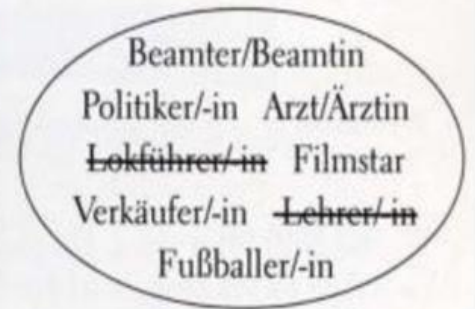 Beamter/Beamtin
Politiker/-in Arzt/Ärztin
Lokführer/-in Filmstar
Verkäufer/-in Lehrer/-in
Fußballer/-in